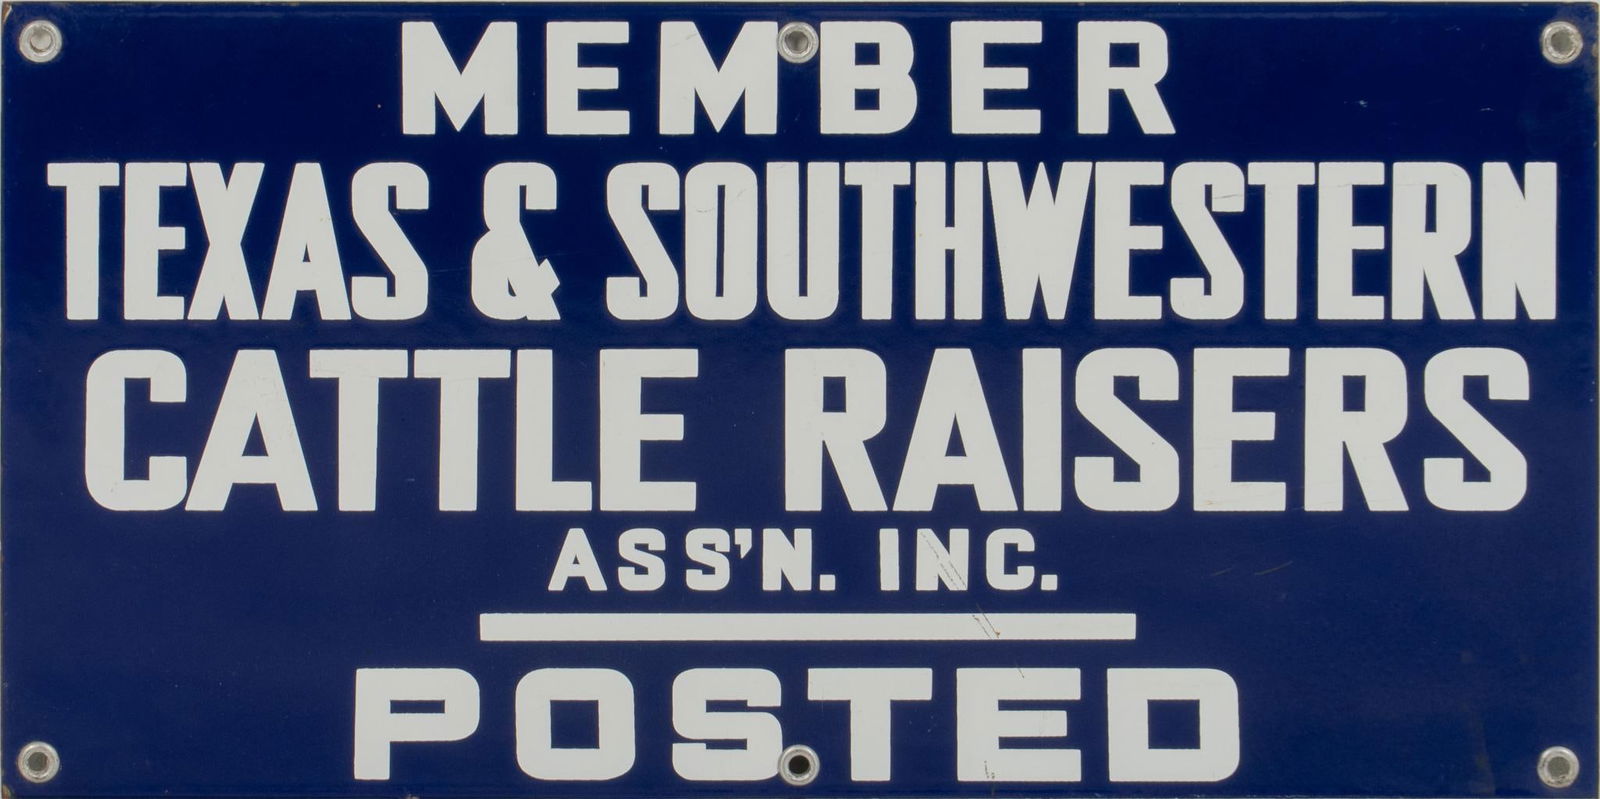 MEMBER
TEXAS & SOUTHWESTERN
CATTLE RAISERS
ASS'N. INC.
POSTED